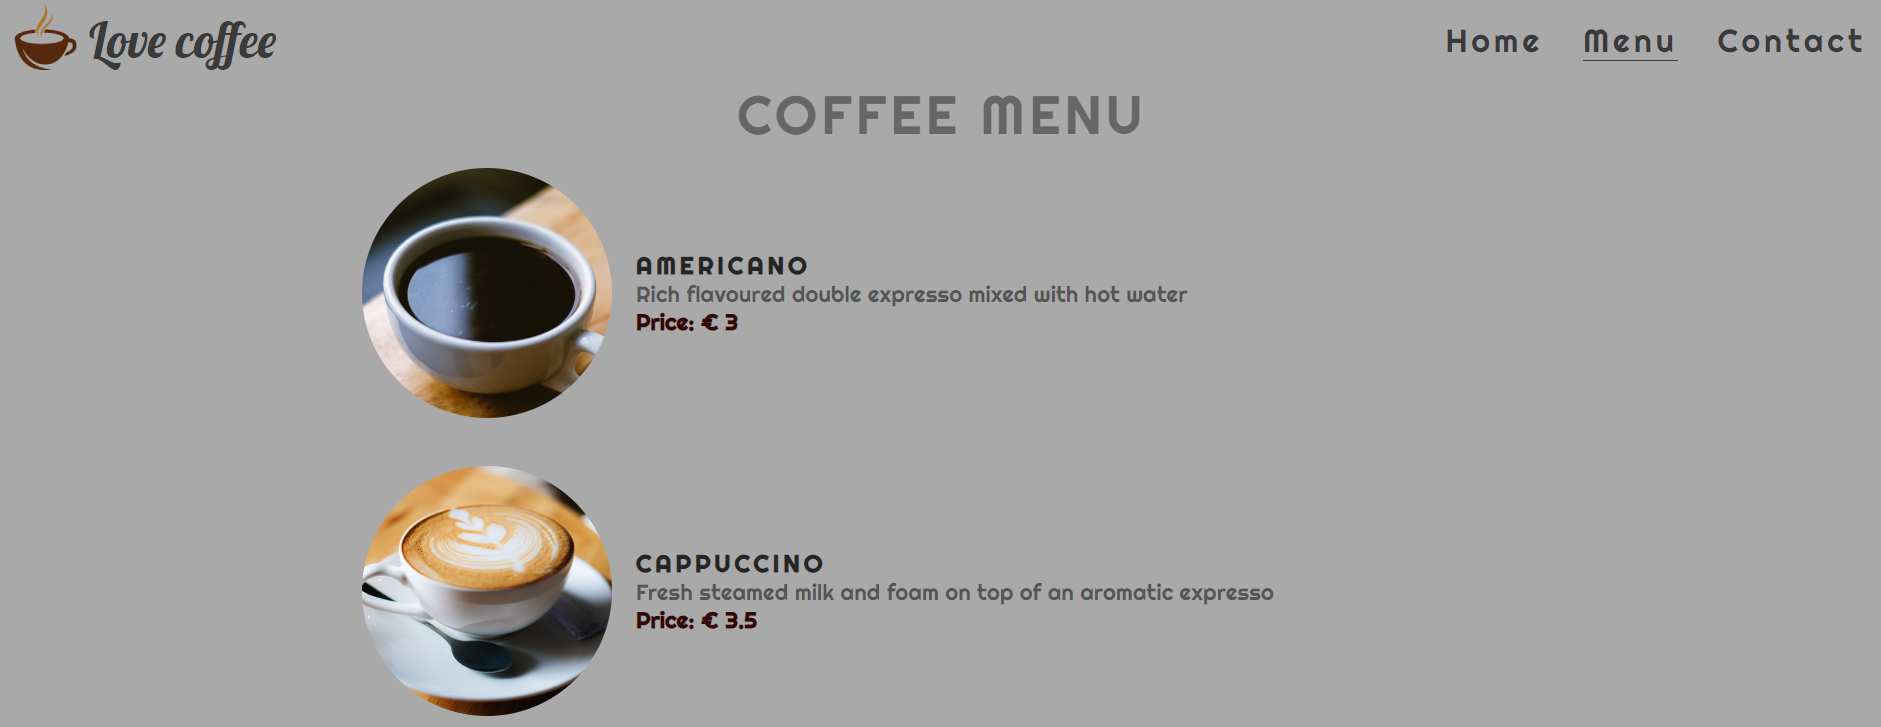 Love coffee
Home Menu Contact
COFFEE MENU
AMERICANO
Rich flavoured double expresso mixed with hot water
Price: € 3
CAPPUCCINO
Fresh steamed milk and foam on top of an aromatic expresso
Price: € 3.5